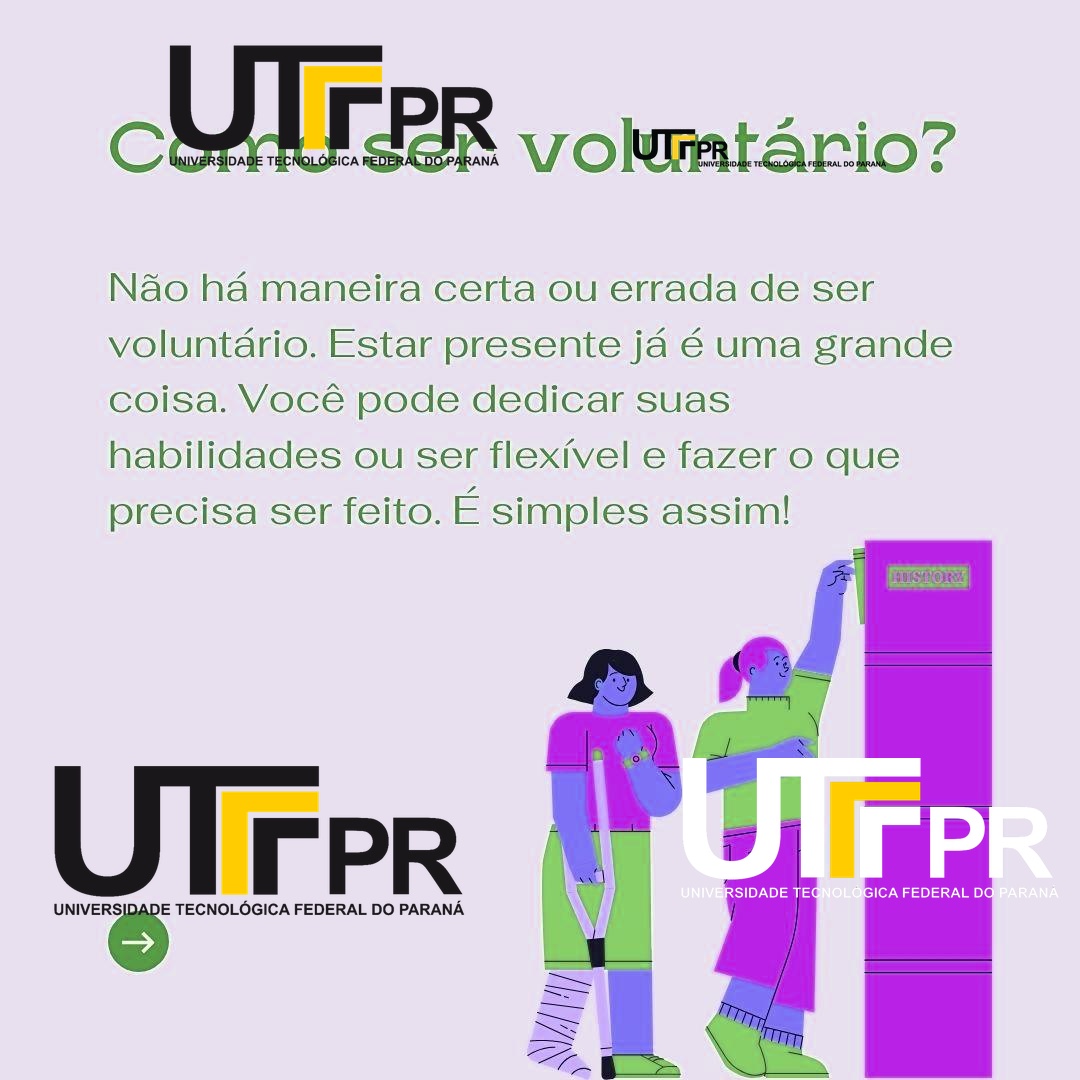 UTFPR
UNIVERSIDADE TECNOLÓGICA FEDERAL DO PARANÁ
Como ser voluntário?
UTFPR
UNIVERSIDADE TECNOLÓGICA FEDERAL DO PARANÁ
Não há maneira certa ou errada de ser
voluntário. Estar presente já é uma grande
coisa. Você pode dedicar suas
habilidades ou ser flexível e fazer o que
precisa ser feito. É simples assim!
HISTORY
UTFPR
UNIVERSIDADE TECNOLÓGICA FEDERAL DO PARANÁ
UTFPR
UNIVERSIDADE TECNOLÓGICA FEDERAL DO PARANÁ